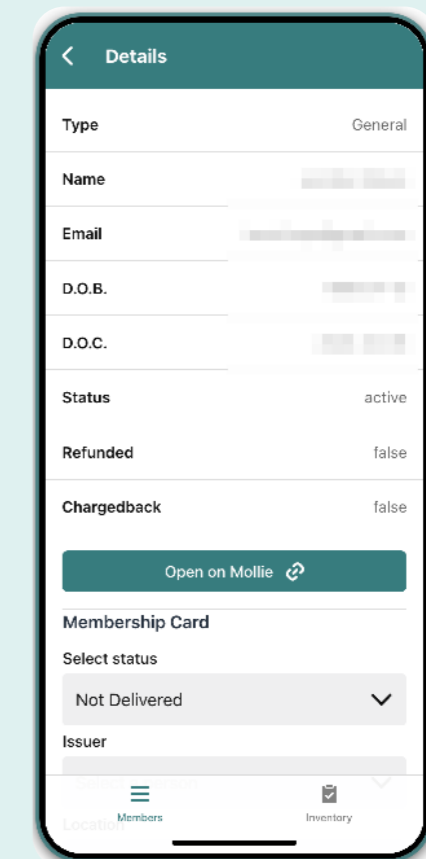 Details
Type General
Name
Email
D.O.B.
D.O.C.
Status active
Refunded false
Chargedback false
Open on Mollie
Membership Card
Select status
Not Delivered
Issuer
Location
Members Inventory